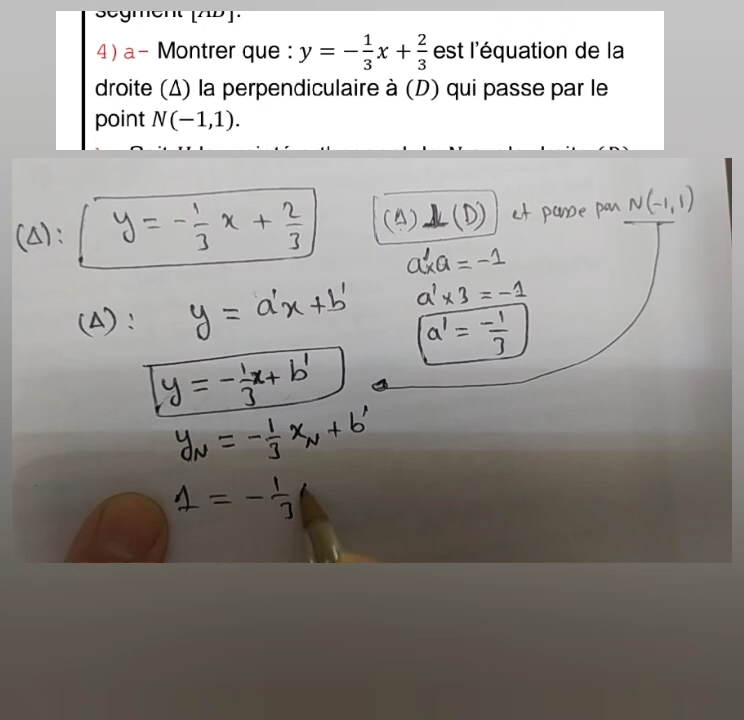 segment [AB].
4) a- Montrer que : y = −1/3 x + 2/3 est l'équation de la
droite (Δ) la perpendiculaire à (D) qui passe par le
point N(−1,1).
(Δ): y = -1/3 x + 2/3
(Δ) ⊥ (D) et passe par N(-1,1)
a'×a = -1
a'×3 = -1
a' = -1/3
(Δ): y = a'x + b'
y = -1/3 x + b'
y_N = -1/3 x_N + b'
1 = -1/3